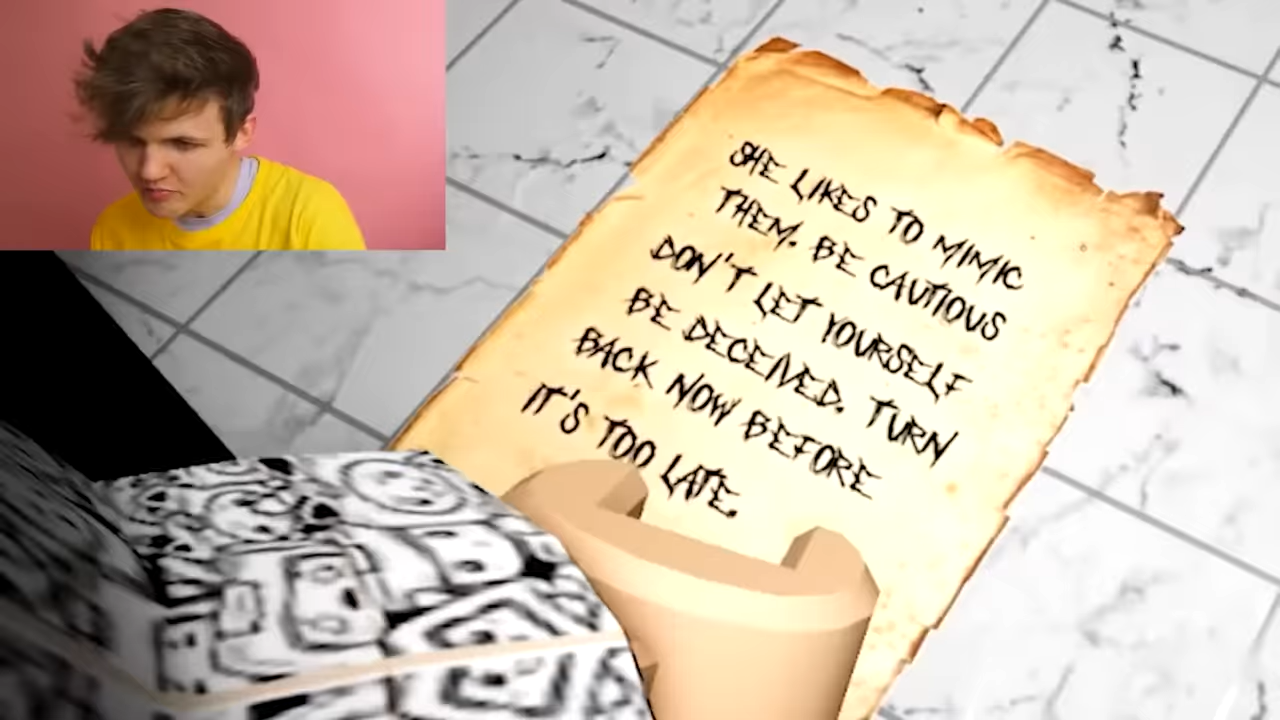 SHE LIKES TO MIMIC
THEM. BE CAUTIOUS
DON'T LET YOURSELF
BE DECEIVED. TURN
BACK NOW BEFORE
IT'S TOO LATE.